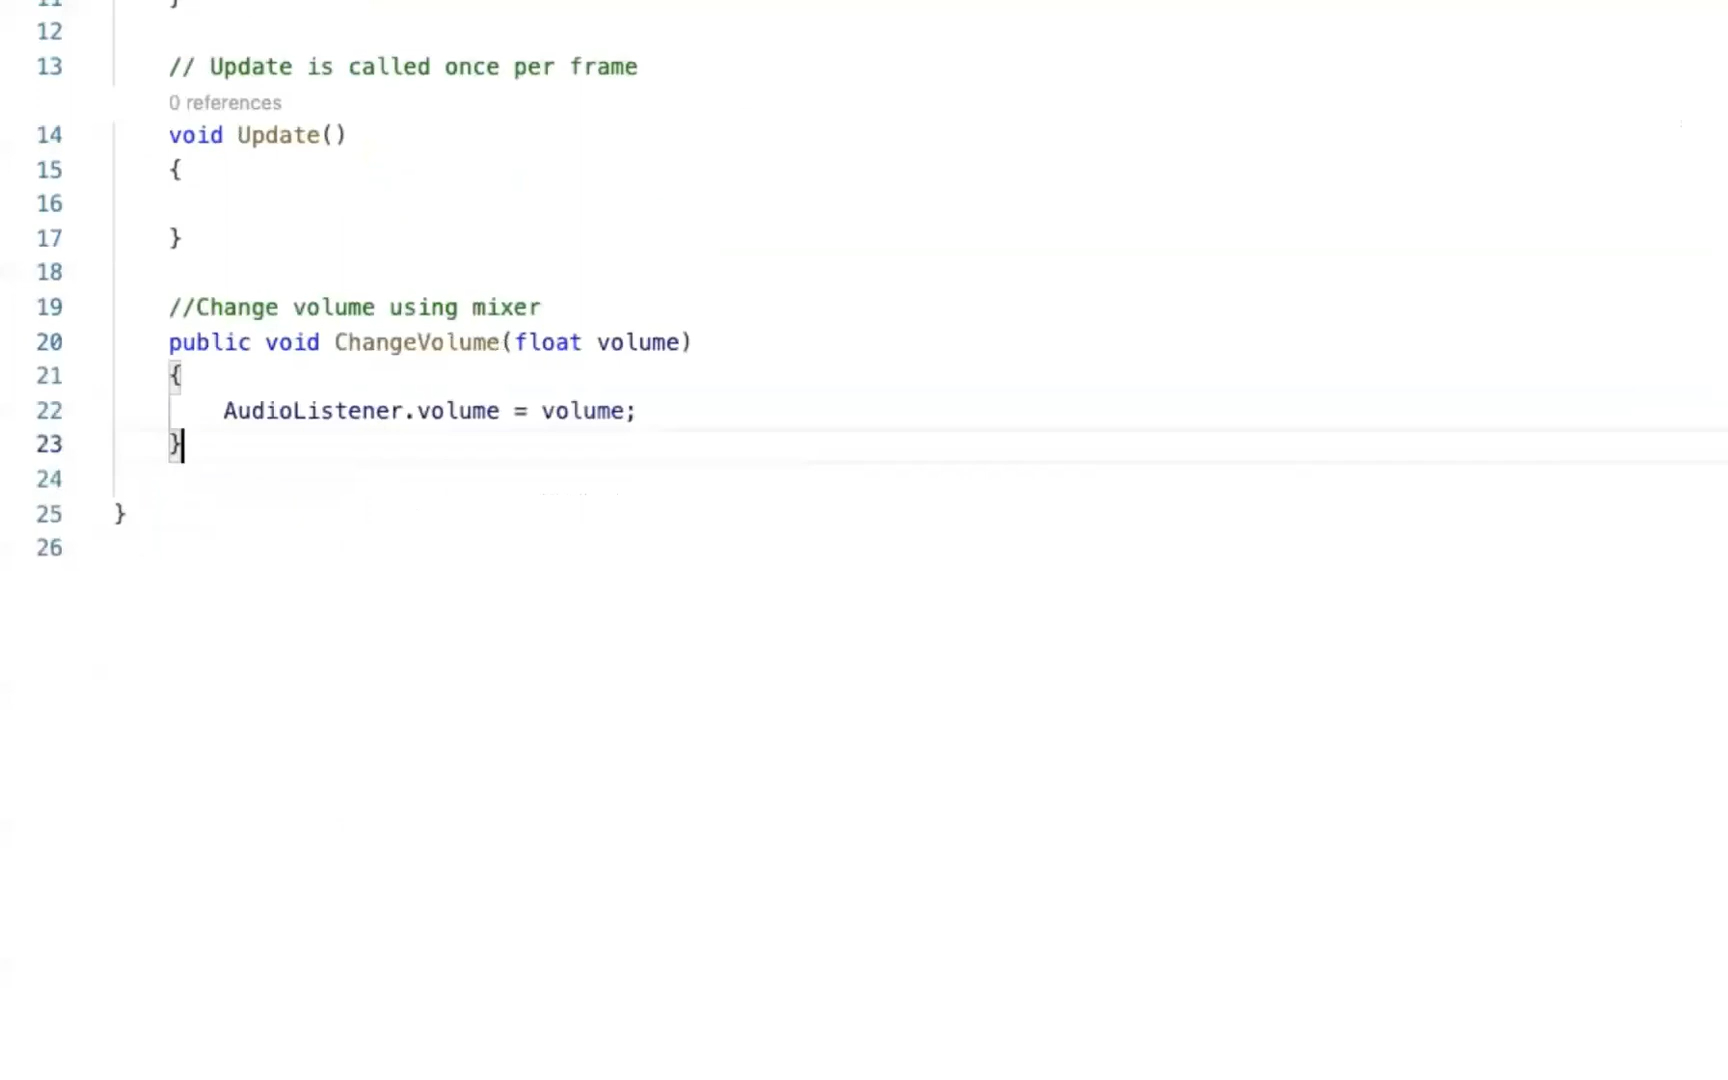 11 }
12
13 // Update is called once per frame
0 references
14 void Update()
15 {
16
17 }
18
19 //Change volume using mixer
20 public void ChangeVolume(float volume)
21 {
22 AudioListener.volume = volume;
23 }
24
25 }
26